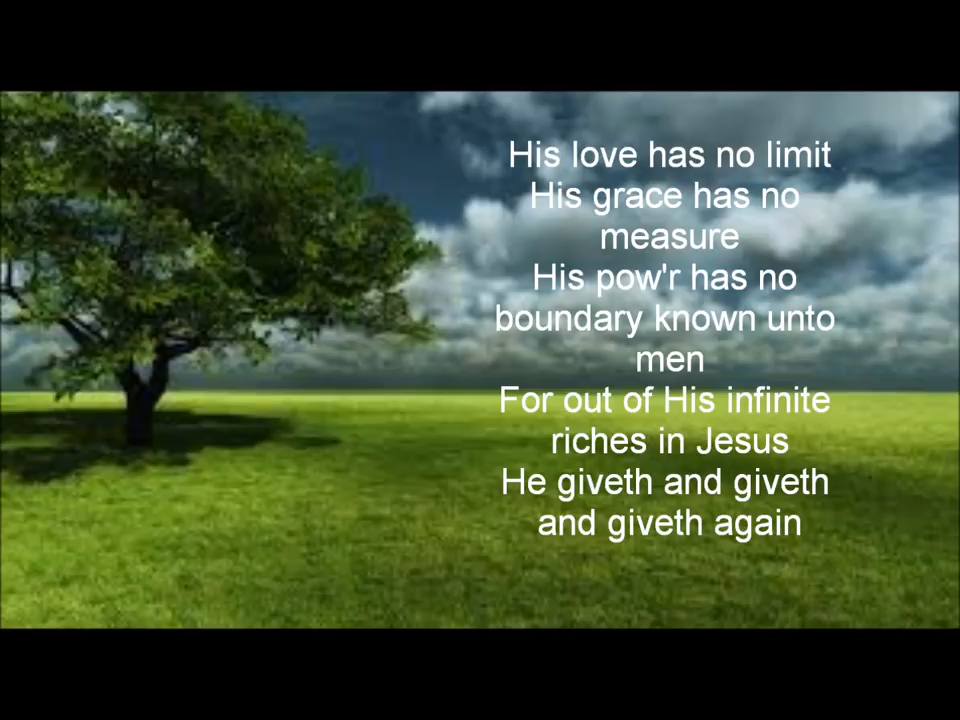 His love has no limit
His grace has no
measure
His pow'r has no
boundary known unto
men
For out of His infinite
riches in Jesus
He giveth and giveth
and giveth again